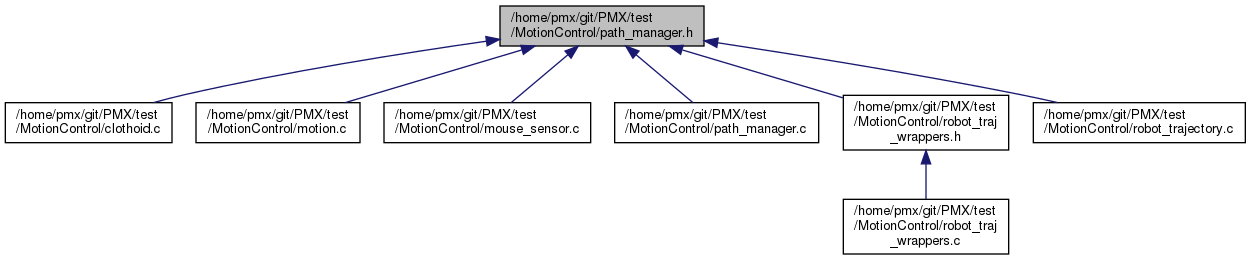 /home/pmx/git/PMX/test
/MotionControl/path_manager.h
/home/pmx/git/PMX/test
/MotionControl/clothoid.c
/home/pmx/git/PMX/test
/MotionControl/motion.c
/home/pmx/git/PMX/test
/MotionControl/mouse_sensor.c
/home/pmx/git/PMX/test
/MotionControl/path_manager.c
/home/pmx/git/PMX/test
/MotionControl/robot_traj
_wrappers.h
/home/pmx/git/PMX/test
/MotionControl/robot_trajectory.c
/home/pmx/git/PMX/test
/MotionControl/robot_traj
_wrappers.c